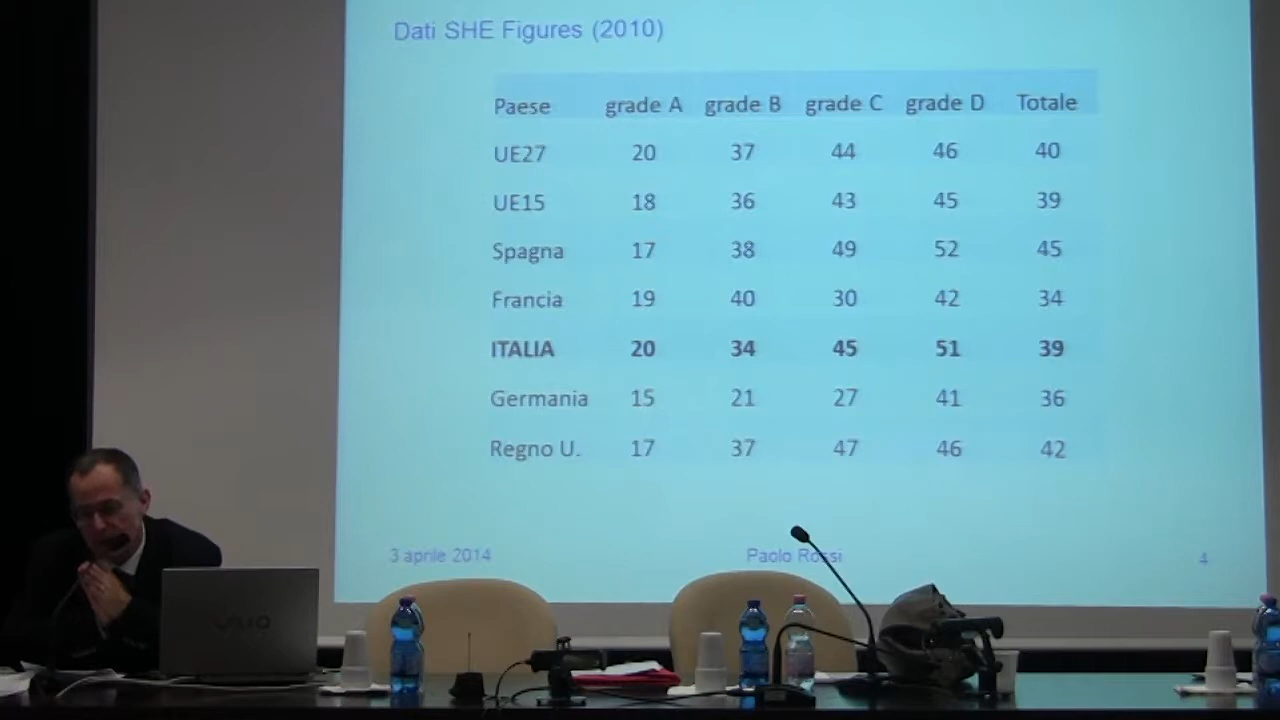 Dati SHE Figures (2010)
Paese grade A grade B grade C grade D Totale
UE27 20 37 44 46 40
UE15 18 36 43 45 39
Spagna 17 38 49 52 45
Francia 19 40 30 42 34
ITALIA 20 34 45 51 39
Germania 15 21 27 41 36
Regno U. 17 37 47 46 42
3 aprile 2014 Paolo Rossi 4
VAIO